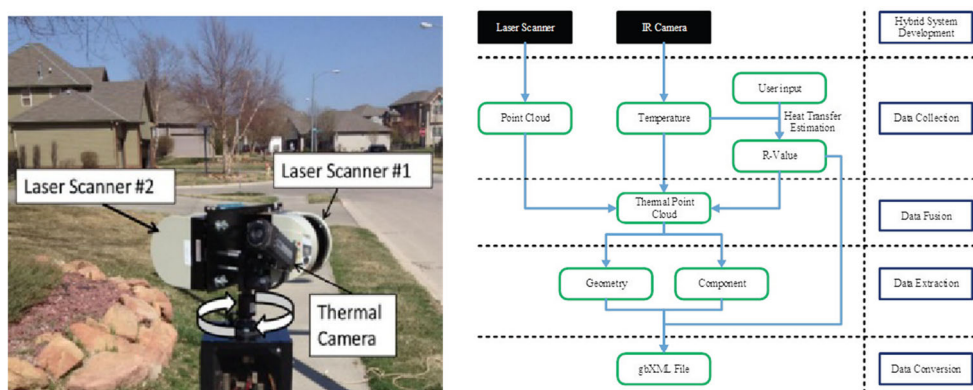 Laser Scanner #2
Laser Scanner #1
Thermal
Camera
Laser Scanner
IR Camera
Hybrid System
Development
User input
Point Cloud
Temperature
Heat Transfer
Estimation
Data Collection
R-Value
Thermal Point
Cloud
Data Fusion
Geometry
Component
Data Extraction
gbXML File
Data Conversion